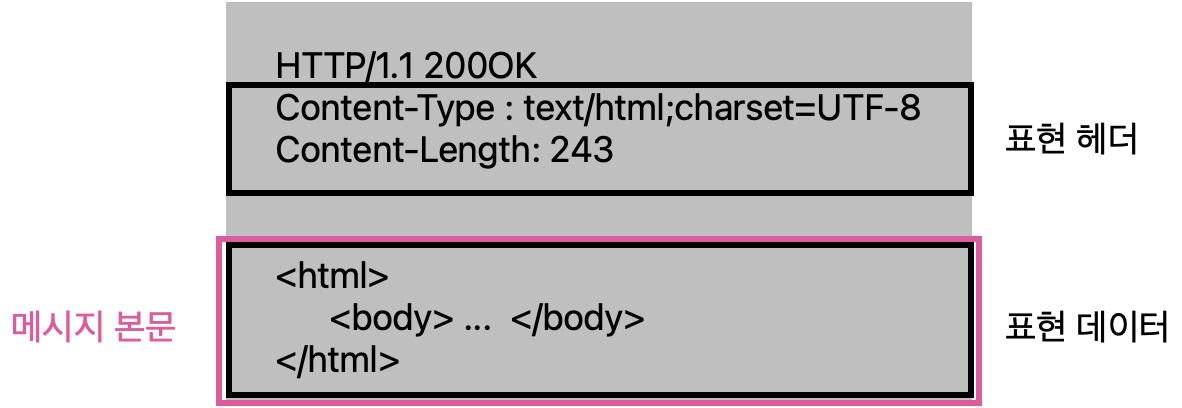 HTTP/1.1 200OK
Content-Type : text/html;charset=UTF-8
Content-Length: 243
표현 헤더
<html>
<body> ... </body>
</html>
메시지 본문
표현 데이터